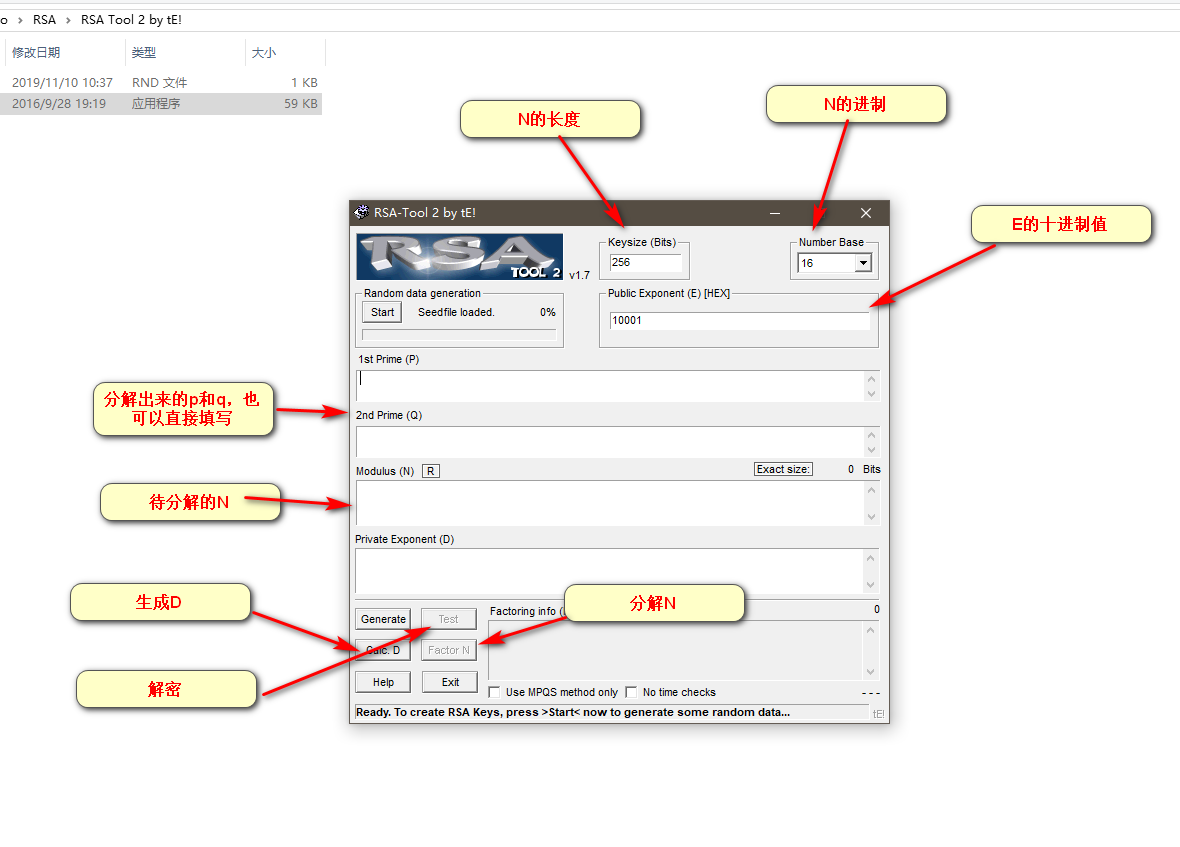 o › RSA › RSA Tool 2 by tE!
修改日期 类型 大小
2019/11/10 10:37 RND 文件 1 KB
2016/9/28 19:19 应用程序 59 KB
N的长度
N的进制
E的十进制值
RSA-Tool 2 by tE!
RSA
TOOL 2
v1.7
Keysize (Bits)
256
Number Base
16
Random data generation
Start Seedfile loaded. 0%
Public Exponent (E) [HEX]
10001
1st Prime (P)
分解出来的p和q，也
可以直接填写
2nd Prime (Q)
Modulus (N) R Exact size: 0 Bits
待分解的N
Private Exponent (D)
生成D
分解N
Generate Test Factoring info ( 0
Calc. D Factor N
解密
Help Exit
Use MPQS method only No time checks ---
Ready. To create RSA Keys, press >Start< now to generate some random data...
tE!